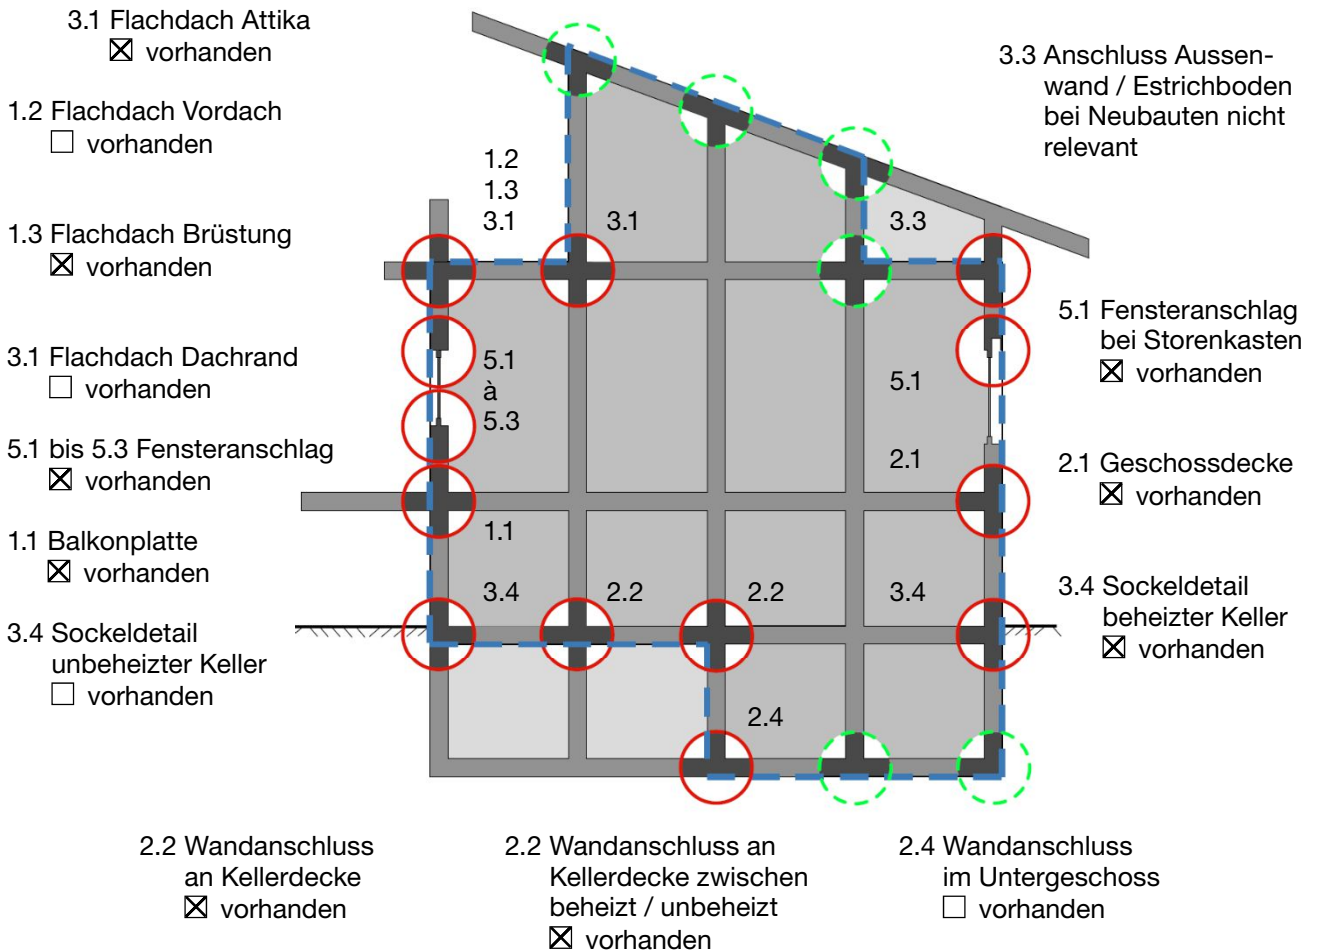 3.1 Flachdach Attika
☒ vorhanden
1.2 Flachdach Vordach
☐ vorhanden
1.3 Flachdach Brüstung
☒ vorhanden
3.1 Flachdach Dachrand
☐ vorhanden
5.1 bis 5.3 Fensteranschlag
☒ vorhanden
1.1 Balkonplatte
☒ vorhanden
3.4 Sockeldetail
unbeheizter Keller
☐ vorhanden
1.2
1.3
3.1
3.1
3.3
5.1
à
5.3
5.1
2.1
1.1
3.4
2.2
2.2
3.4
2.4
3.3 Anschluss Aussen-
wand / Estrichboden
bei Neubauten nicht
relevant
5.1 Fensteranschlag
bei Storenkasten
☒ vorhanden
2.1 Geschossdecke
☒ vorhanden
3.4 Sockeldetail
beheizter Keller
☒ vorhanden
2.2 Wandanschluss
an Kellerdecke
☒ vorhanden
2.2 Wandanschluss an
Kellerdecke zwischen
beheizt / unbeheizt
☒ vorhanden
2.4 Wandanschluss
im Untergeschoss
☐ vorhanden